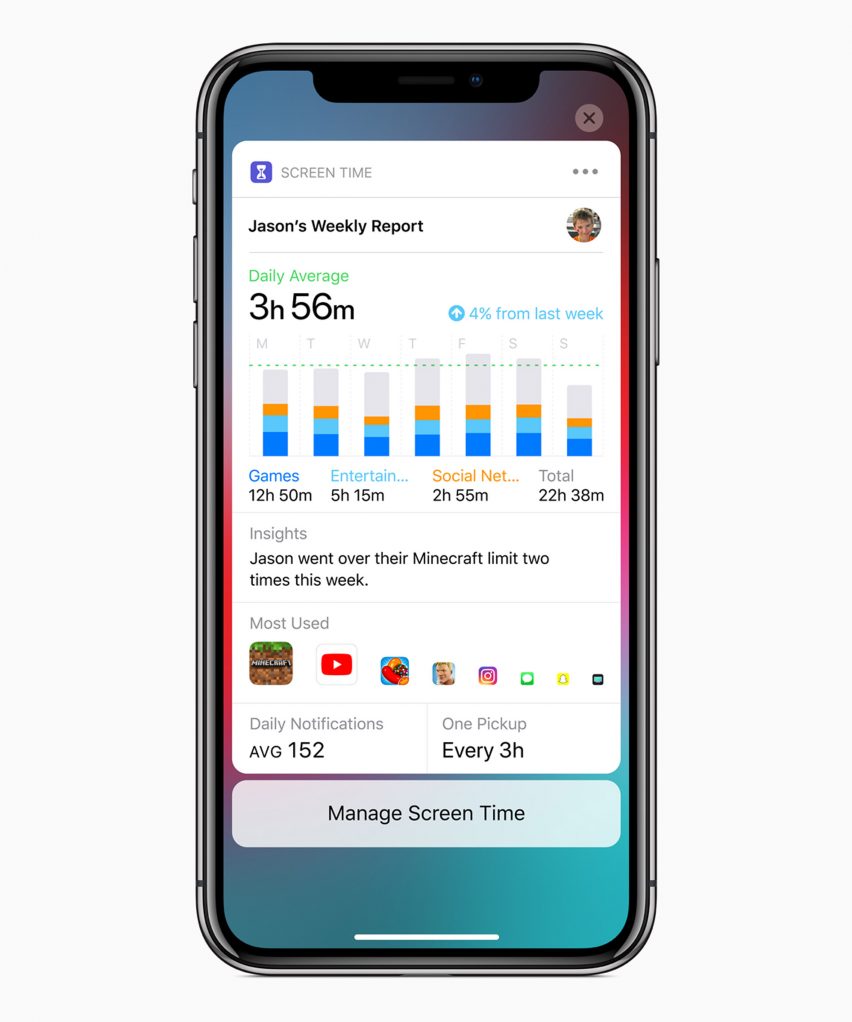 SCREEN TIME
Jason's Weekly Report
Daily Average
3h 56m
4% from last week
M T W T F S S
Games Entertain... Social Net... Total
12h 50m 5h 15m 2h 55m 22h 38m
Insights
Jason went over their Minecraft limit two
times this week.
Most Used
MINECRAFT
Daily Notifications One Pickup
AVG 152 Every 3h
Manage Screen Time